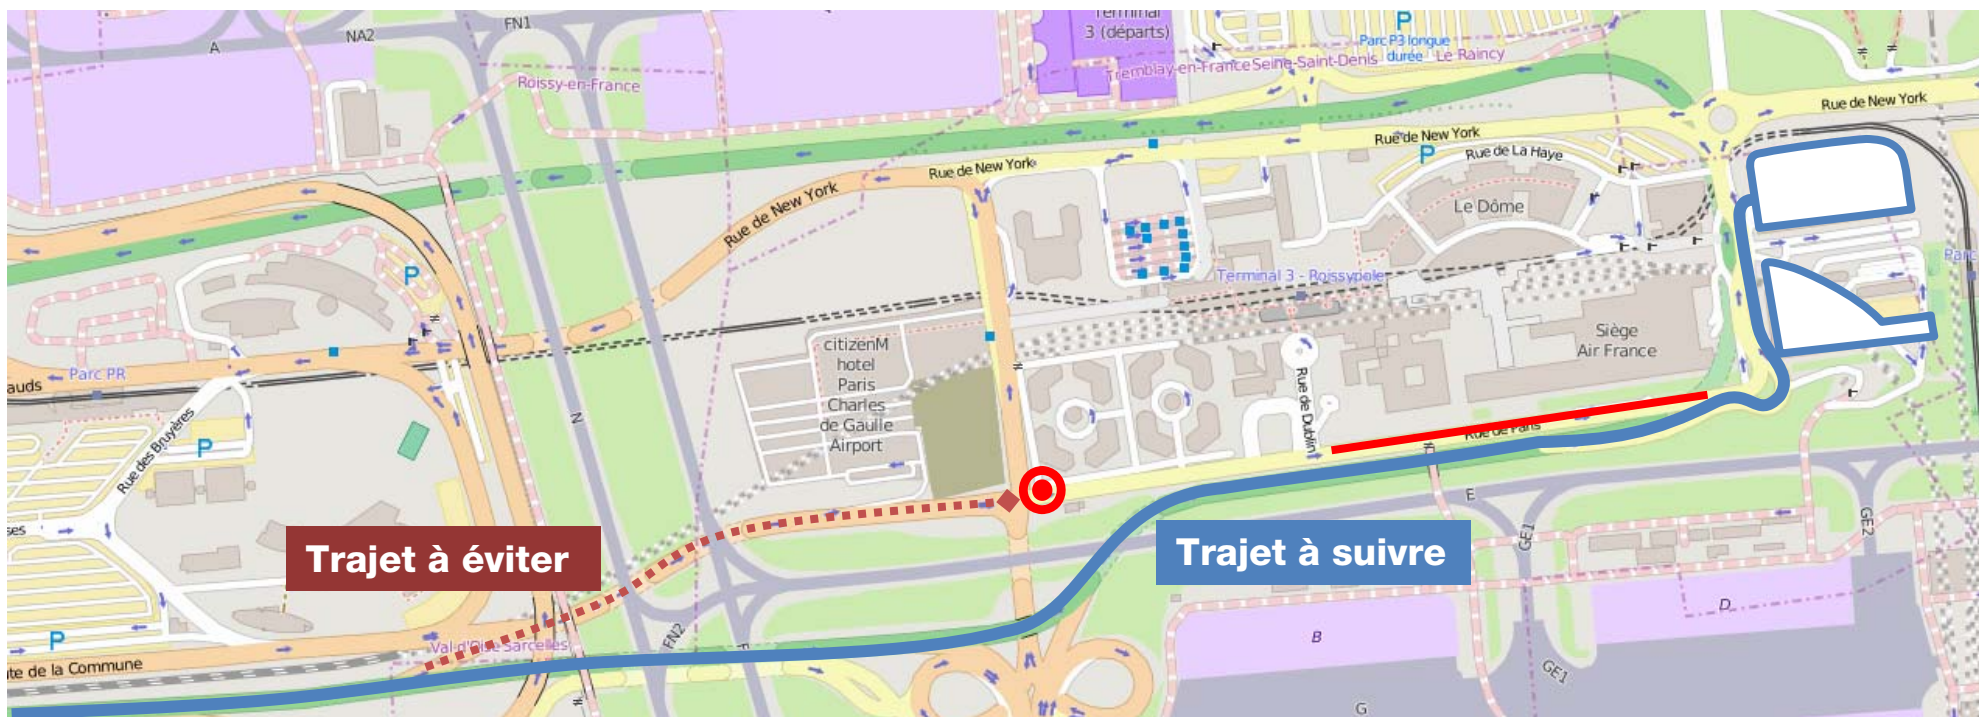 FN1
NA2
A
Terminal
3 (départs)
P
Parc P3 longue
durée
Tremblay-en-France Seine-Saint-Denis
Le Raincy
Roissy-en-France
Rue de New York
Rue de New York
P
Rue de La Haye
Rue de New York
Rue de New York
Le Dôme
P
Terminal 3 - Roissypole
Parc
Siège
Air France
citizenM
hotel
Paris
Charles
de Gaulle
Airport
Parc PR
auds
N
Rue des Bruyères
P
Rue de Dublin
Rue de Paris
E
GE1
GE2
ses
Trajet à éviter
Trajet à suivre
D
B
P
Val-d'Oise Sarcelles
FN2
F
te de la Commune
GE1
G